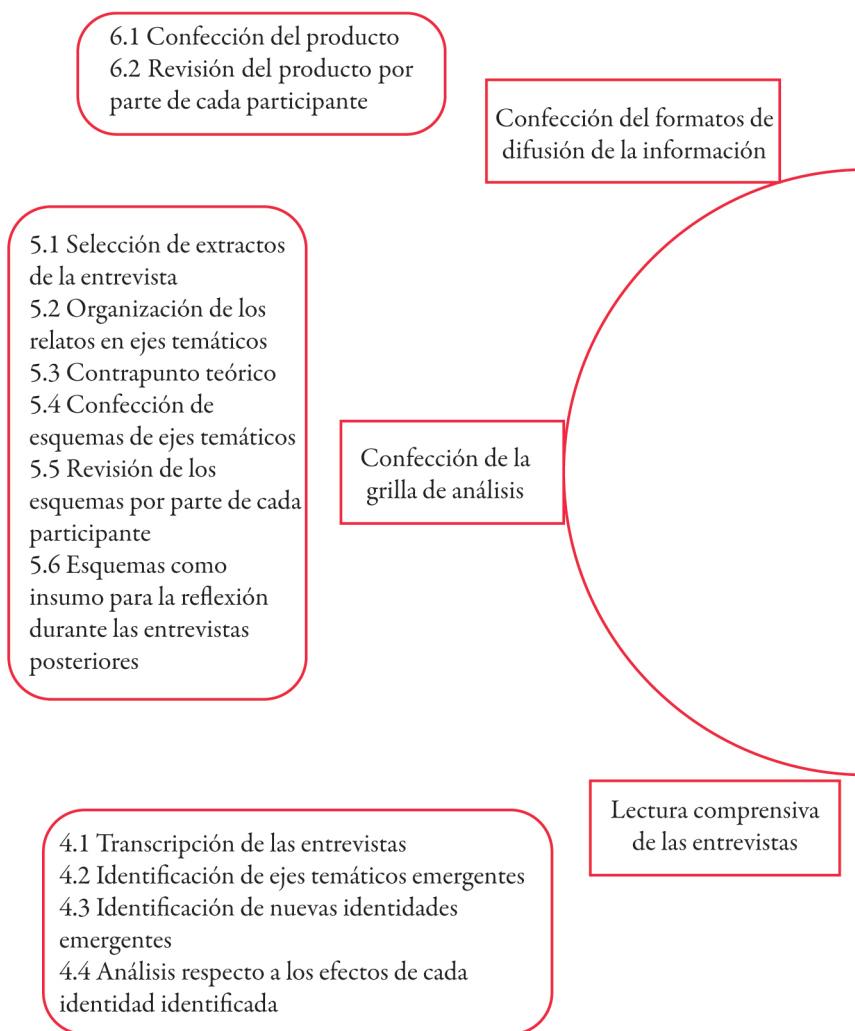 6.1 Confección del producto
6.2 Revisión del producto por
parte de cada participante
Confección del formatos de
difusión de la información
5.1 Selección de extractos
de la entrevista
5.2 Organización de los
relatos en ejes temáticos
5.3 Contrapunto teórico
5.4 Confección de
esquemas de ejes temáticos
5.5 Revisión de los
esquemas por parte de cada
participante
5.6 Esquemas como
insumo para la reflexión
durante las entrevistas
posteriores
Confección de la
grilla de análisis
Lectura comprensiva
de las entrevistas
4.1 Transcripción de las entrevistas
4.2 Identificación de ejes temáticos emergentes
4.3 Identificación de nuevas identidades
emergentes
4.4 Análisis respecto a los efectos de cada
identidad identificada